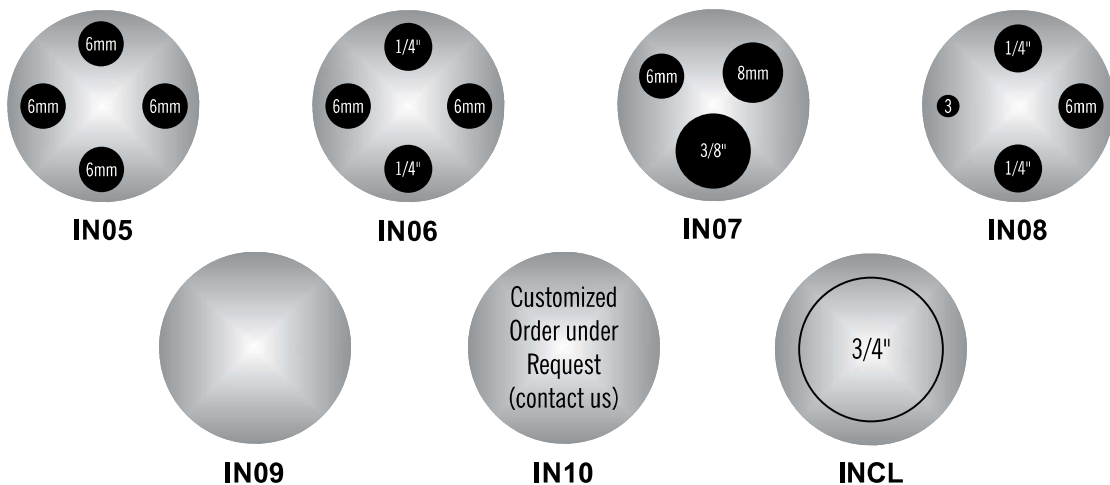 6mm
6mm
6mm
6mm
IN05
1/4"
6mm
6mm
1/4"
IN06
6mm
8mm
3/8"
IN07
1/4"
3
6mm
1/4"
IN08
IN09
Customized
Order under
Request
(contact us)
IN10
3/4"
INCL